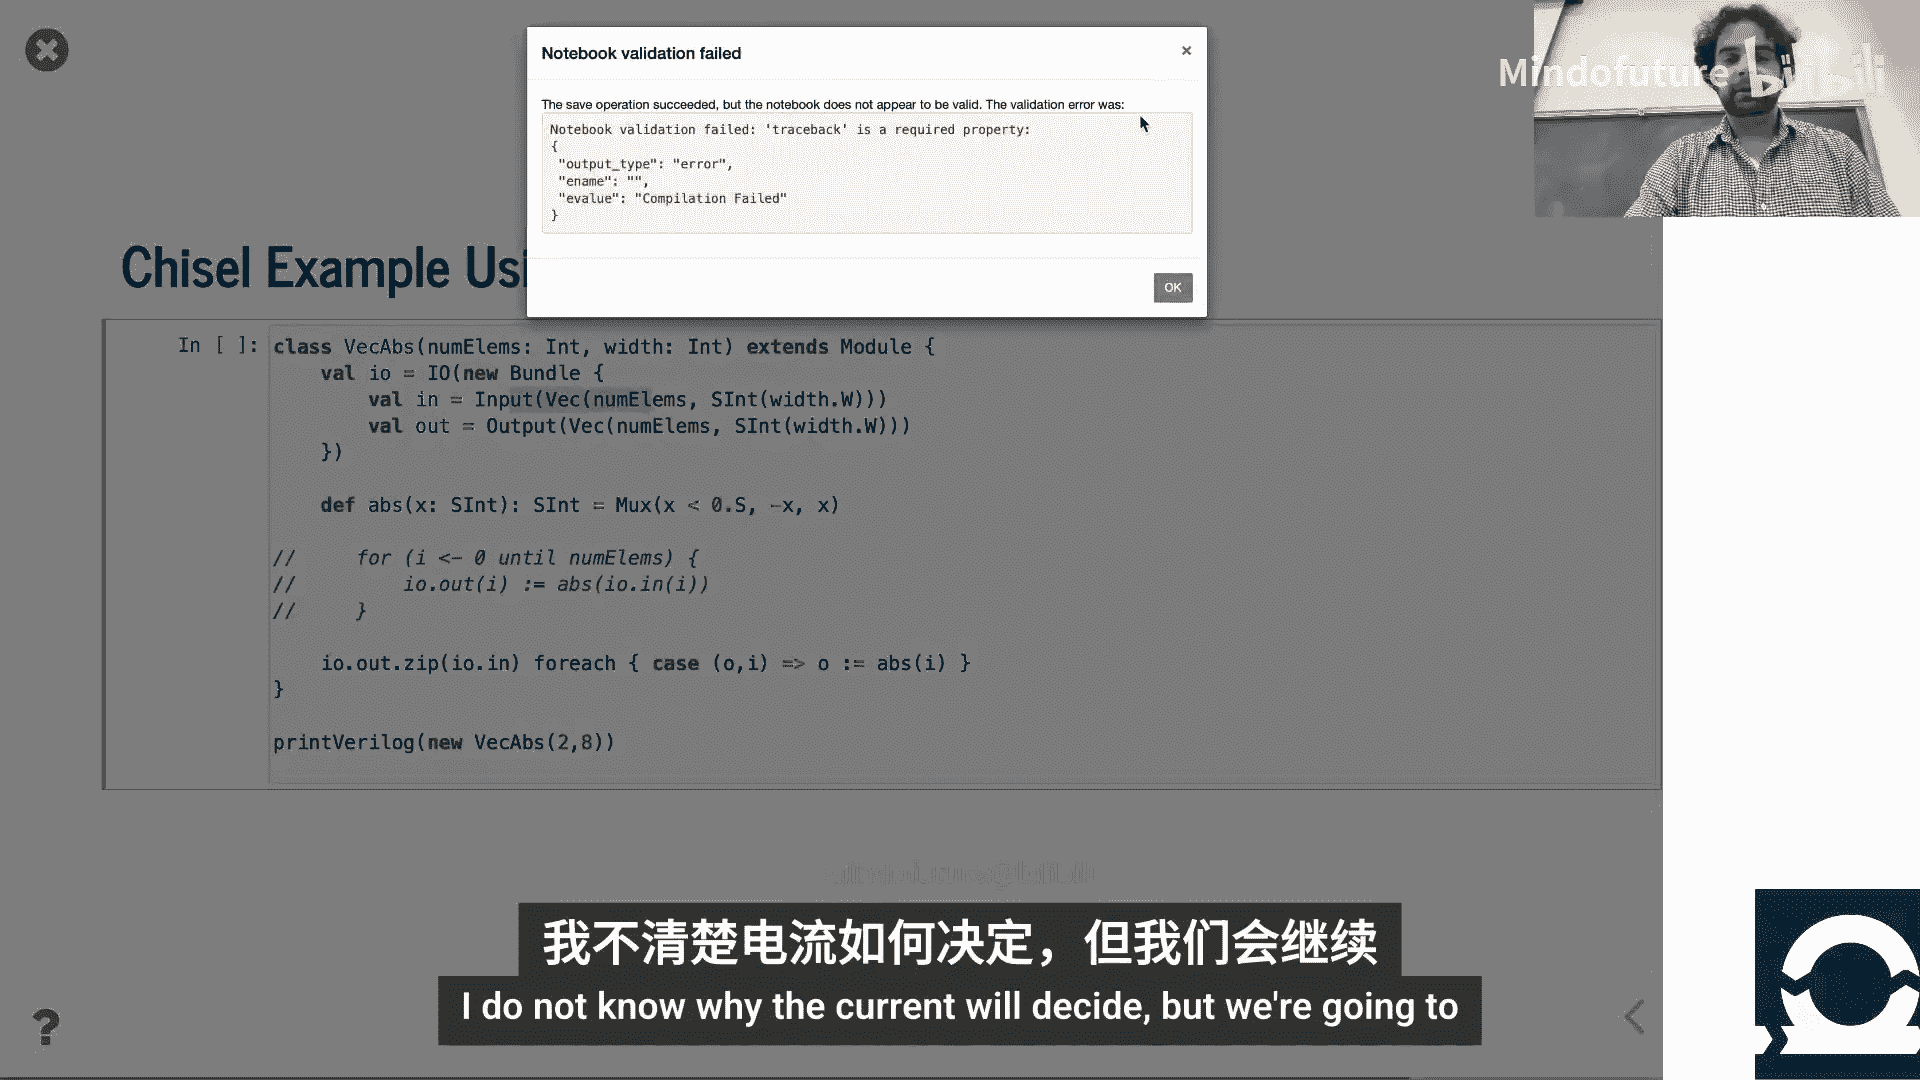 Notebook validation failed
×
Mindofuture bilibili
The save operation succeeded, but the notebook does not appear to be valid. The validation error was:
Notebook validation failed: 'traceback' is a required property:
{
"output_type": "error",
"ename": "",
"evalue": "Compilation Failed"
}
OK
Chisel Example Usi
In [ ]:
class VecAbs(numElems: Int, width: Int) extends Module {
val io = IO(new Bundle {
val in = Input(Vec(numElems, SInt(width.W)))
val out = Output(Vec(numElems, SInt(width.W)))
})
def abs(x: SInt): SInt = Mux(x < 0.S, -x, x)
// for (i <- 0 until numElems) {
// io.out(i) := abs(io.in(i))
// }
io.out.zip(io.in) foreach { case (o,i) => o := abs(i) }
}
printVerilog(new VecAbs(2,8))
我不清楚电流如何决定，但我们会继续
I do not know why the current will decide, but we're going to
?